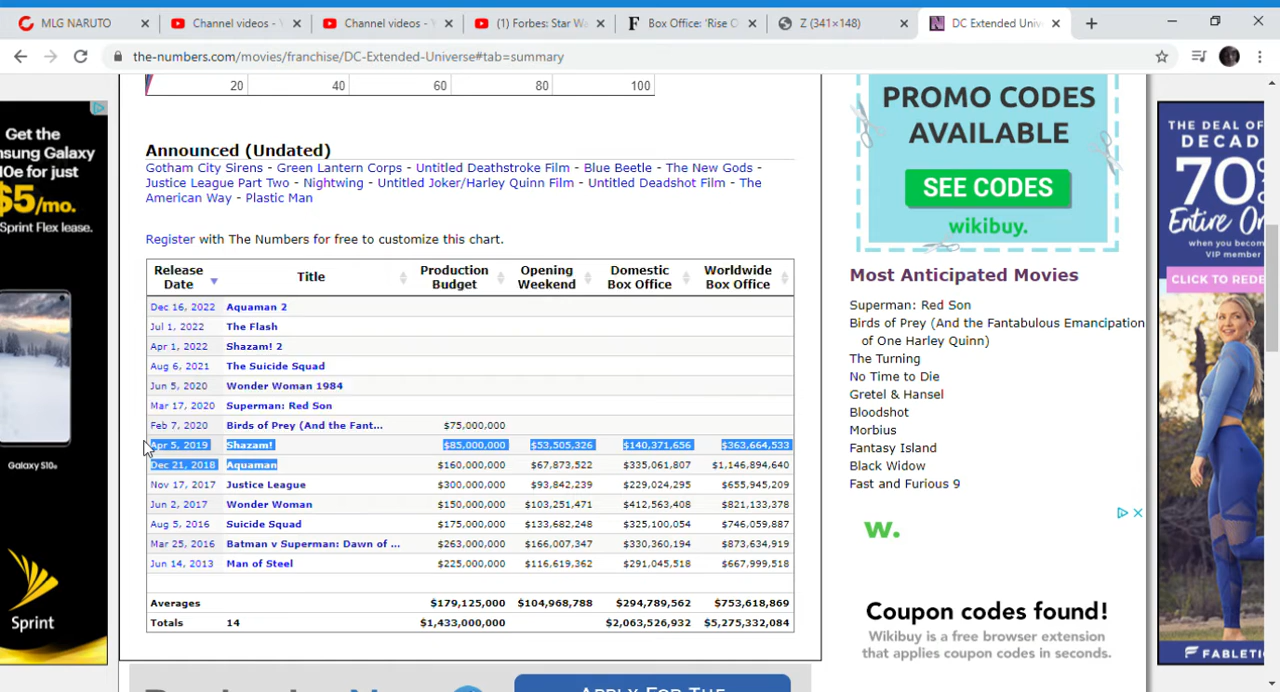 MLG NARUTO
Channel videos - Y
Channel videos - Y
(1) Forbes: Star Wa
Box Office: 'Rise O
Z (341×148)
DC Extended Univ
the-numbers.com/movies/franchise/DC-Extended-Universe#tab=summary
20 40 60 80 100
Announced (Undated)
Gotham City Sirens - Green Lantern Corps - Untitled Deathstroke Film - Blue Beetle - The New Gods -
Justice League Part Two - Nightwing - Untitled Joker/Harley Quinn Film - Untitled Deadshot Film - The
American Way - Plastic Man
Register with The Numbers for free to customize this chart.
Release Date Title Production Budget Opening Weekend Domestic Box Office Worldwide Box Office
Dec 16, 2022 Aquaman 2
Jul 1, 2022 The Flash
Apr 1, 2022 Shazam! 2
Aug 6, 2021 The Suicide Squad
Jun 5, 2020 Wonder Woman 1984
Mar 17, 2020 Superman: Red Son
Feb 7, 2020 Birds of Prey (And the Fant... $75,000,000
Apr 5, 2019 Shazam! $85,000,000 $53,505,326 $140,371,656 $363,664,533
Dec 21, 2018 Aquaman $160,000,000 $67,873,522 $335,061,807 $1,146,894,640
Nov 17, 2017 Justice League $300,000,000 $93,842,239 $229,024,295 $655,945,209
Jun 2, 2017 Wonder Woman $150,000,000 $103,251,471 $412,563,408 $821,133,378
Aug 5, 2016 Suicide Squad $175,000,000 $133,682,248 $325,100,054 $746,059,887
Mar 25, 2016 Batman v Superman: Dawn of ... $263,000,000 $166,007,347 $330,360,194 $873,634,919
Jun 14, 2013 Man of Steel $225,000,000 $116,619,362 $291,045,518 $667,999,518
Averages $179,125,000 $104,968,788 $294,789,562 $753,618,869
Totals 14 $1,433,000,000 $2,063,526,932 $5,275,332,084
APPLY FOR THE
Get the
msung Galaxy
10e for just
$5/mo.
Sprint Flex lease.
Galaxy S10e
Sprint
PROMO CODES
AVAILABLE
SEE CODES
wikibuy.
Most Anticipated Movies
Superman: Red Son
Birds of Prey (And the Fantabulous Emancipation
of One Harley Quinn)
The Turning
No Time to Die
Gretel & Hansel
Bloodshot
Morbius
Fantasy Island
Black Widow
Fast and Furious 9
w.
Coupon codes found!
Wikibuy is a free browser extension
that applies coupon codes in seconds.
THE DEAL OF
DECAD
70%
Entire Or
when you becom
VIP member
CLICK TO REDE
FABLETI